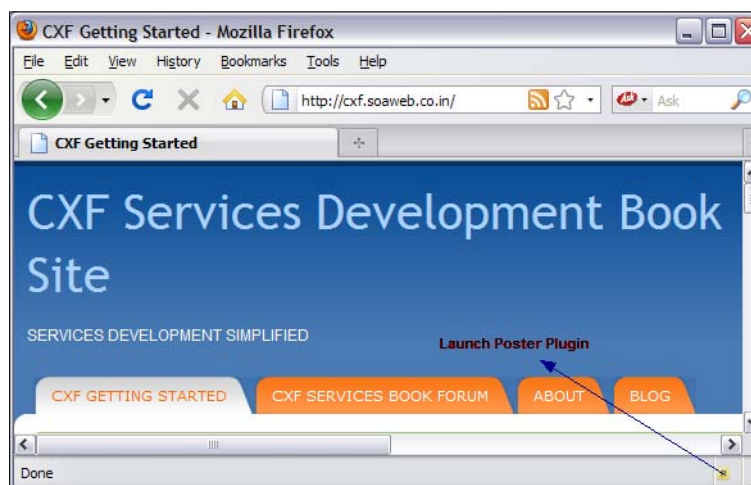 CXF Getting Started - Mozilla Firefox
File Edit View History Bookmarks Tools Help
http://cxf.soaweb.co.in/ Ask
CXF Getting Started
CXF Services Development Book
Site
SERVICES DEVELOPMENT SIMPLIFIED
Launch Poster Plugin
CXF GETTING STARTED CXF SERVICES BOOK FORUM ABOUT BLOG
Done